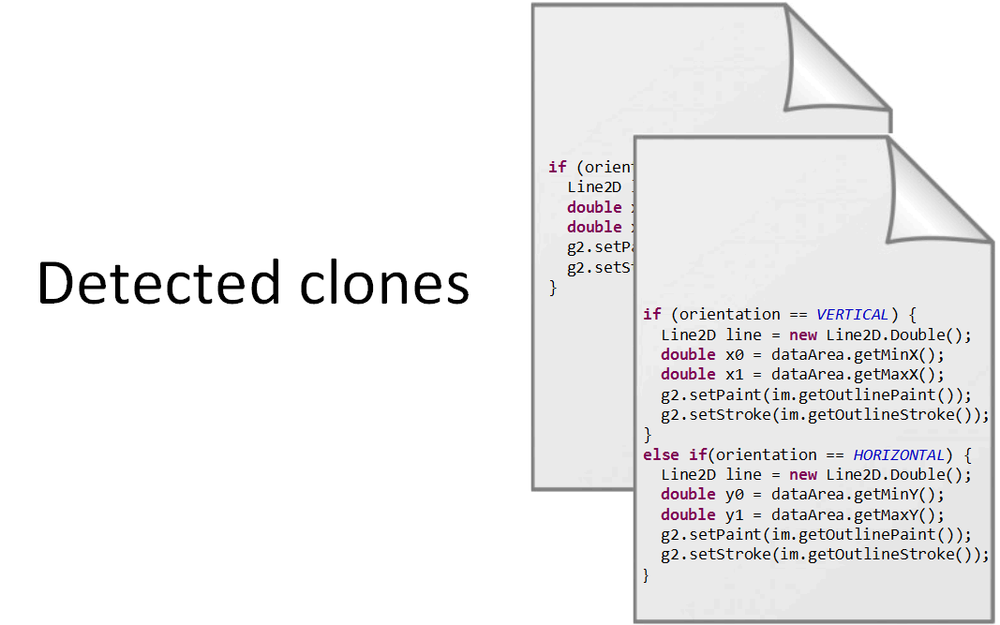 Detected clones
if (orient
Line2D
double
double
g2.setPa
g2.setS
}
if (orientation == VERTICAL) {
Line2D line = new Line2D.Double();
double x0 = dataArea.getMinX();
double x1 = dataArea.getMaxX();
g2.setPaint(im.getOutlinePaint());
g2.setStroke(im.getOutlineStroke());
}
else if(orientation == HORIZONTAL) {
Line2D line = new Line2D.Double();
double y0 = dataArea.getMinY();
double y1 = dataArea.getMaxY();
g2.setPaint(im.getOutlinePaint());
g2.setStroke(im.getOutlineStroke());
}